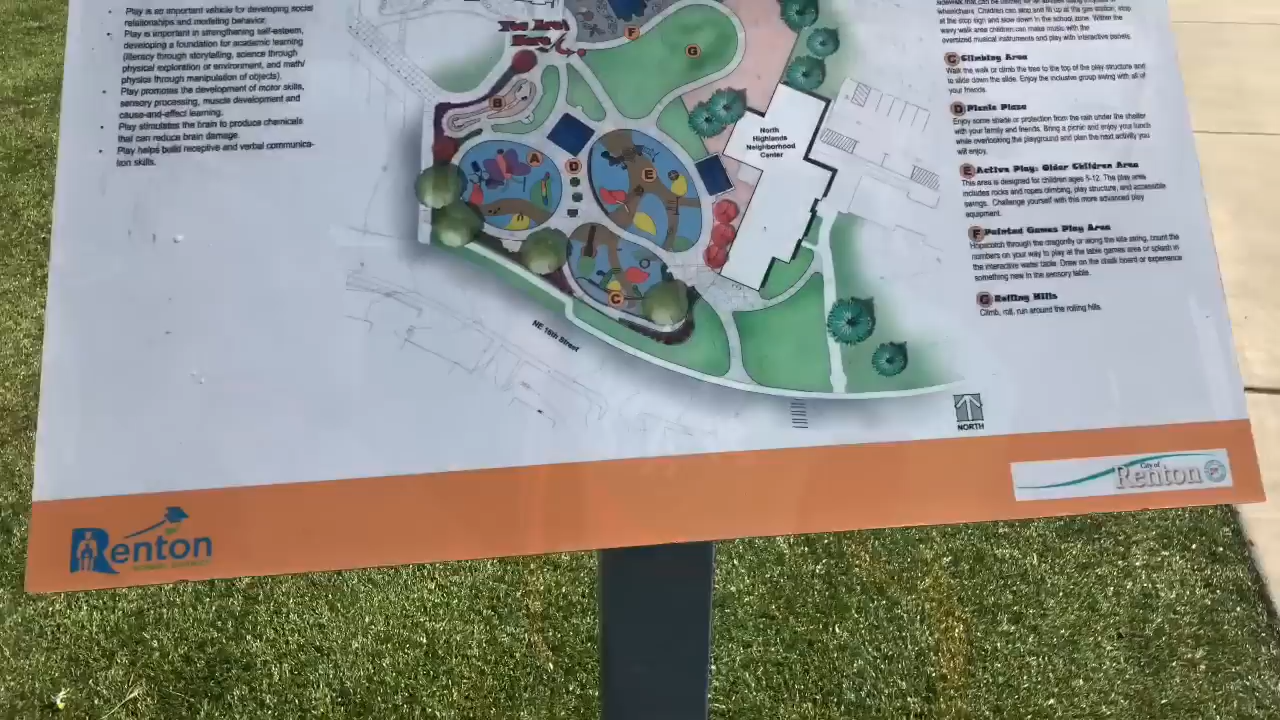 Play is an important vehicle for developing social
relationships and modeling behavior.
Play is important in strengthening self-esteem,
developing a foundation for academic learning
(literacy through storytelling, science through
physical exploration or environment, and math/
physics through manipulation of objects).
Play promotes the development of motor skills,
sensory processing, muscle development and
cause-and-effect learning.
Play stimulates the brain to produce chemicals
that can reduce brain damage.
Play helps build receptive and verbal communica-
tion skills.
You Are
Here
F
G
B
A
D
E
C
North
Highlands
Neighborhood
Center
NE 16th Street
NORTH
wheelchairs. Children can stop and fill up at the gas station, stop
at the stop sign and slow down in the school zone. Within the
wavy walk area children can make music with the
oversized musical instruments and play with interactive panels.
C Climbing Area
Walk the walk or climb the tree to the top of the play structure and
to slide down the slide. Enjoy the inclusive group swing with all of
your friends.
D Picnic Plaza
Enjoy some shade or protection from the rain under the shelter
with your family and friends. Bring a picnic and enjoy your lunch
while overlooking the playground and plan the next activity you
will enjoy.
E Active Play: Older Children Area
This area is designed for children ages 5-12. The play area
includes rocks and ropes climbing, play structure, and accessible
swings. Challenge yourself with this more advanced play
equipment.
F Painted Games Play Area
Hopscotch through the dragonfly or along the kite string, count the
numbers on your way to play at the table games area or splash in
the interactive water table. Draw on the chalk board or experience
something new in the sensory table.
G Rolling Hills
Climb, roll, run around the rolling hills.
Renton
City of
Renton